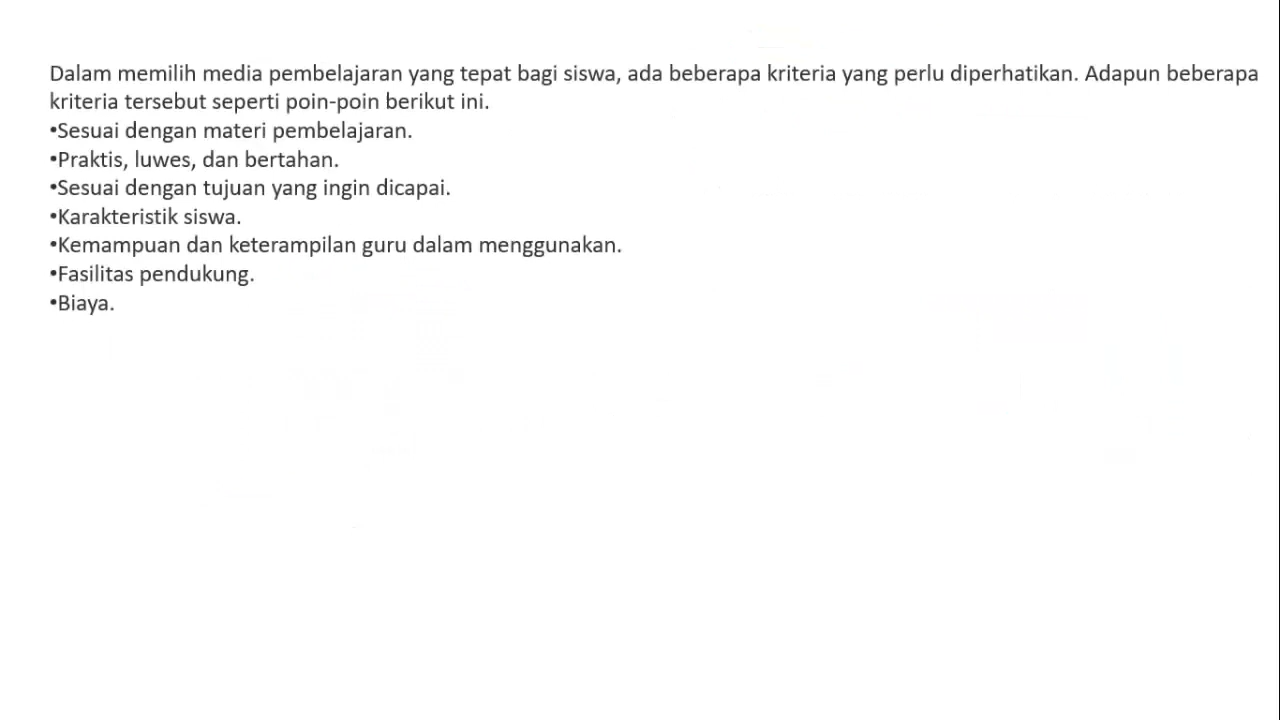 Dalam memilih media pembelajaran yang tepat bagi siswa, ada beberapa kriteria yang perlu diperhatikan. Adapun beberapa
kriteria tersebut seperti poin-poin berikut ini.
•Sesuai dengan materi pembelajaran.
•Praktis, luwes, dan bertahan.
•Sesuai dengan tujuan yang ingin dicapai.
•Karakteristik siswa.
•Kemampuan dan keterampilan guru dalam menggunakan.
•Fasilitas pendukung.
•Biaya.